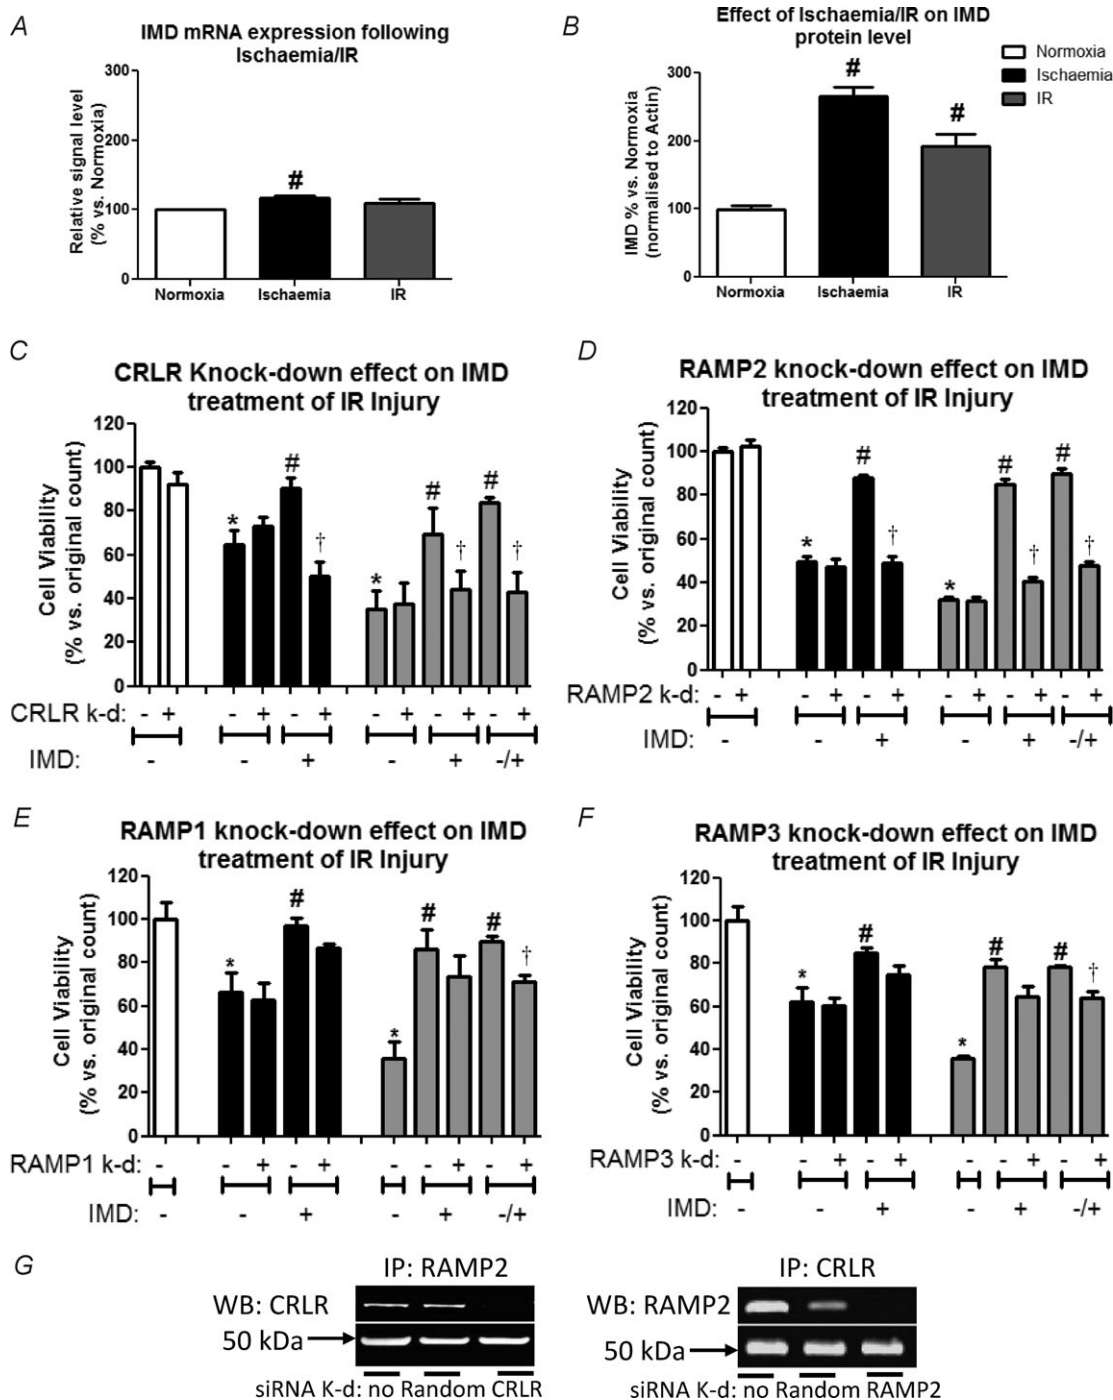 A
IMD mRNA expression following
Ischaemia/IR
Relative signal level
(% vs. Normoxia)
300
200
100
0
Normoxia Ischaemia IR
#
B
Effect of Ischaemia/IR on IMD
protein level
IMD % vs. Normoxia
(normalised to Actin)
300
200
100
0
# #
Normoxia Ischaemia IR
Normoxia
Ischaemia
IR
C
CRLR Knock-down effect on IMD
treatment of IR Injury
Cell Viability
(% vs. original count)
120
100
80
60
40
20
0
* # † * # † # †
CRLR k-d: - + - + - + - + - + - +
IMD: - - + - + -/+
D
RAMP2 knock-down effect on IMD
treatment of IR Injury
Cell Viability
(% vs. original count)
120
100
80
60
40
20
0
* # † * # † # †
RAMP2 k-d: - + - + - + - + - + - +
IMD: - - + - + -/+
E
RAMP1 knock-down effect on IMD
treatment of IR Injury
Cell Viability
(% vs. original count)
120
100
80
60
40
20
0
* # * # # †
RAMP1 k-d: - - + - + - - + - +
IMD: - - + - + -/+
F
RAMP3 knock-down effect on IMD
treatment of IR Injury
Cell Viability
(% vs. original count)
120
100
80
60
40
20
0
* # * # # †
RAMP3 k-d: - - + - + - - + - +
IMD: - - + - + -/+
G
IP: RAMP2
WB: CRLR
50 kDa
siRNA K-d: no Random CRLR
IP: CRLR
WB: RAMP2
50 kDa
siRNA K-d: no Random RAMP2